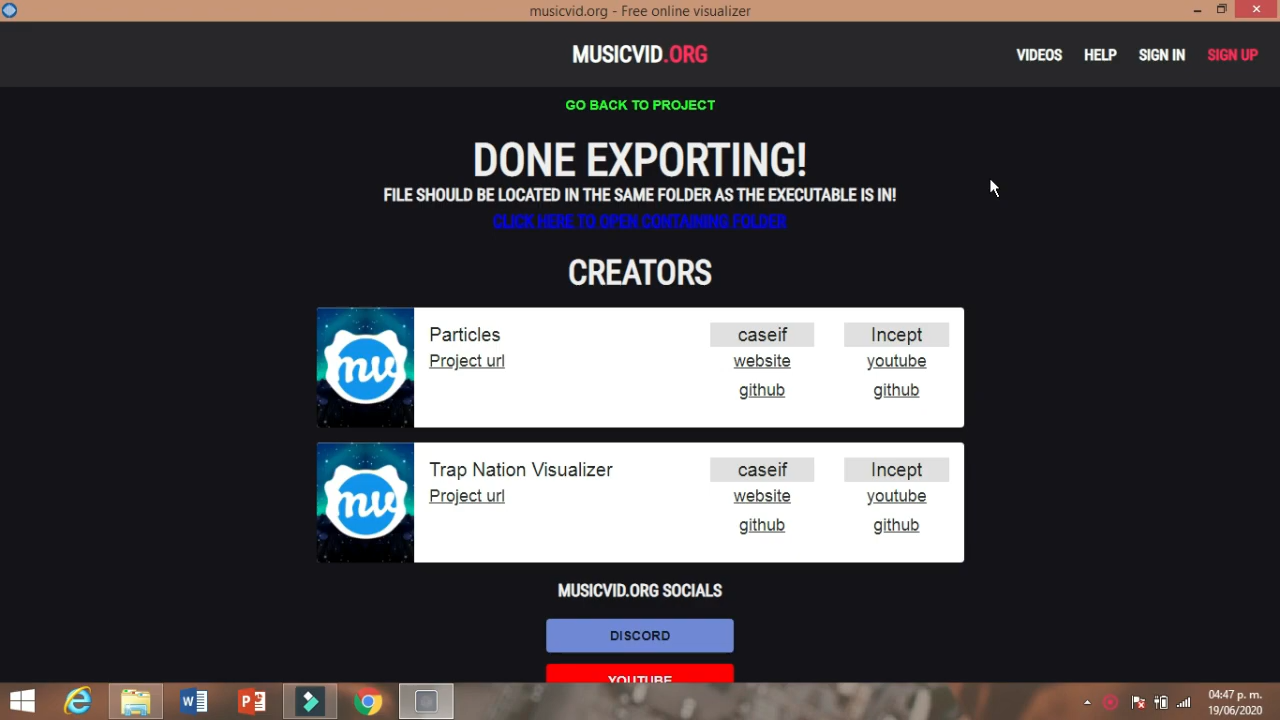 musicvid.org - Free online visualizer
MUSICVID.ORG
VIDEOS HELP SIGN IN SIGN UP
GO BACK TO PROJECT
DONE EXPORTING!
FILE SHOULD BE LOCATED IN THE SAME FOLDER AS THE EXECUTABLE IS IN!
CLICK HERE TO OPEN CONTAINING FOLDER
CREATORS
mv
Particles caseif Incept
Project url website youtube
github github
mv
Trap Nation Visualizer caseif Incept
Project url website youtube
github github
MUSICVID.ORG SOCIALS
DISCORD
YOUTUBE
04:47 p. m.
19/06/2020